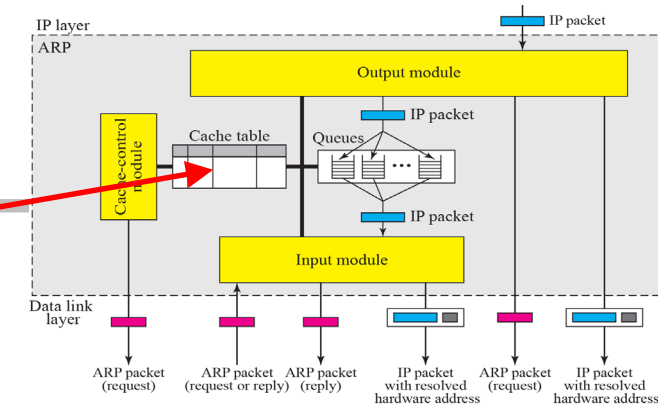 IP layer
IP packet
ARP
Output module
IP packet
Cache-control
module
Cache table
Queues
IP packet
Input module
Data link
layer
ARP packet
(request)
ARP packet
(request or reply)
ARP packet
(reply)
IP packet
with resolved
hardware address
ARP packet
(request)
IP packet
with resolved
hardware address